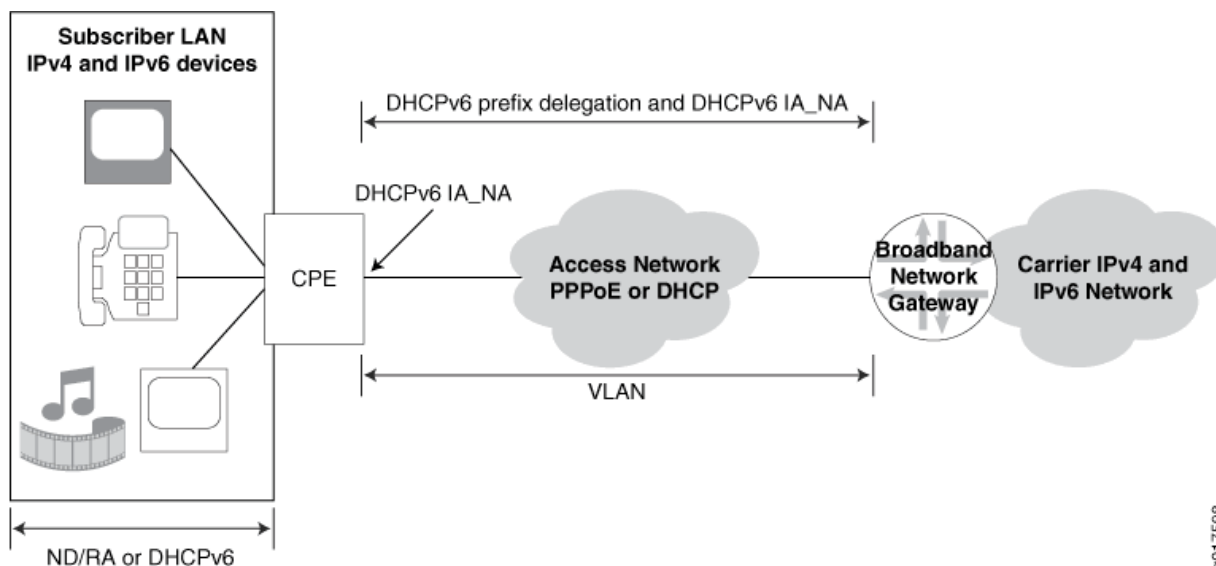 Subscriber LAN
IPv4 and IPv6 devices
DHCPv6 prefix delegation and DHCPv6 IA_NA
DHCPv6 IA_NA
CPE
Access Network
PPPoE or DHCP
Broadband
Network
Gateway
Carrier IPv4 and
IPv6 Network
VLAN
ND/RA or DHCPv6